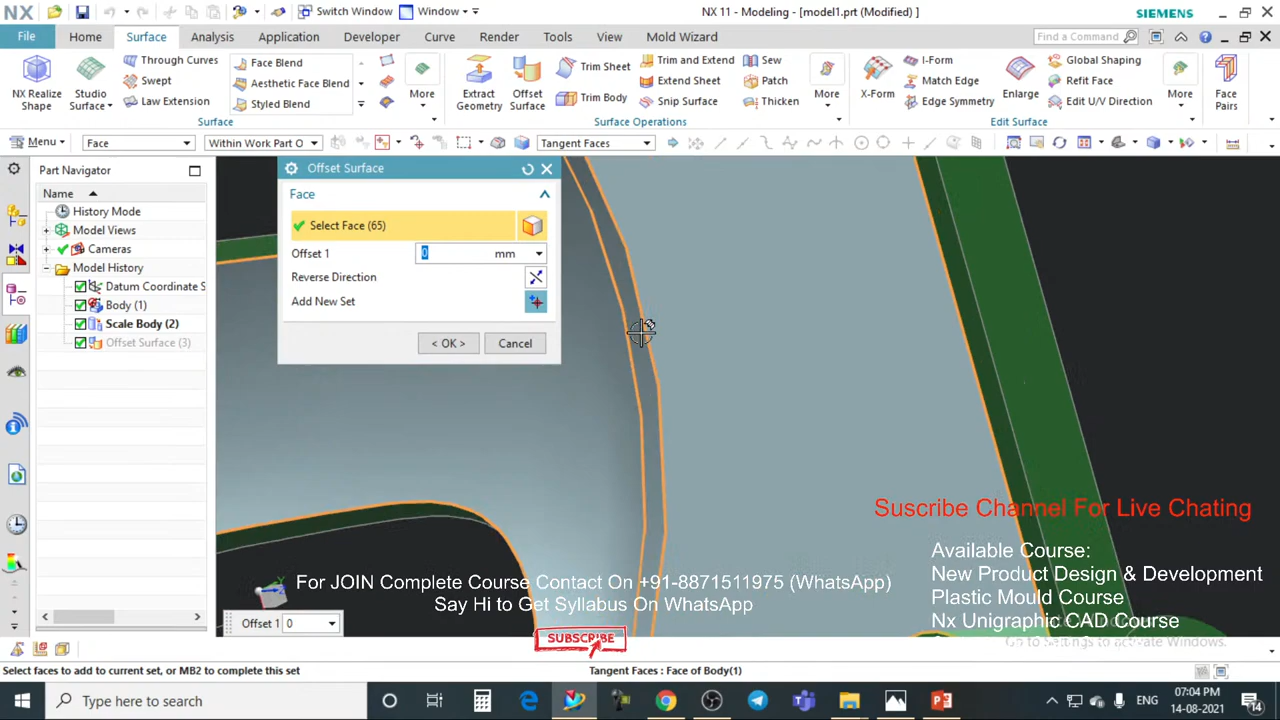 NX
Switch Window
Window
NX 11 - Modeling - [model1.prt (Modified) ]
SIEMENS
File
Home
Surface
Analysis
Application
Developer
Curve
Render
Tools
View
Mold Wizard
Find a Command
NX Realize
Shape
Studio
Surface
Through Curves
Swept
Law Extension
Face Blend
Aesthetic Face Blend
Styled Blend
More
Extract
Geometry
Offset
Surface
Trim Sheet
Trim Body
Trim and Extend
Extend Sheet
Snip Surface
Sew
Patch
Thicken
More
X-Form
I-Form
Match Edge
Edge Symmetry
Enlarge
Global Shaping
Refit Face
Edit U/V Direction
More
Face
Pairs
Surface
Surface Operations
Edit Surface
Menu
Face
Within Work Part O
Tangent Faces
Part Navigator
Name
History Mode
Model Views
Cameras
Model History
Datum Coordinate S
Body (1)
Scale Body (2)
Offset Surface (3)
Offset Surface
Face
Select Face (65)
Offset 1
0
mm
Reverse Direction
Add New Set
< OK >
Cancel
Suscribe Channel For Live Chating
Available Course:
New Product Design & Development
Plastic Mould Course
Nx Unigraphic CAD Course
Go to Settings to activate Windows.
For JOIN Complete Course Contact On +91-8871511975 (WhatsApp)
Say Hi to Get Syllabus On WhatsApp
SUBSCRIBE
Offset 1
0
Select faces to add to current set, or MB2 to complete this set
Tangent Faces : Face of Body(1)
Type here to search
ENG
07:04 PM
14-08-2021
14